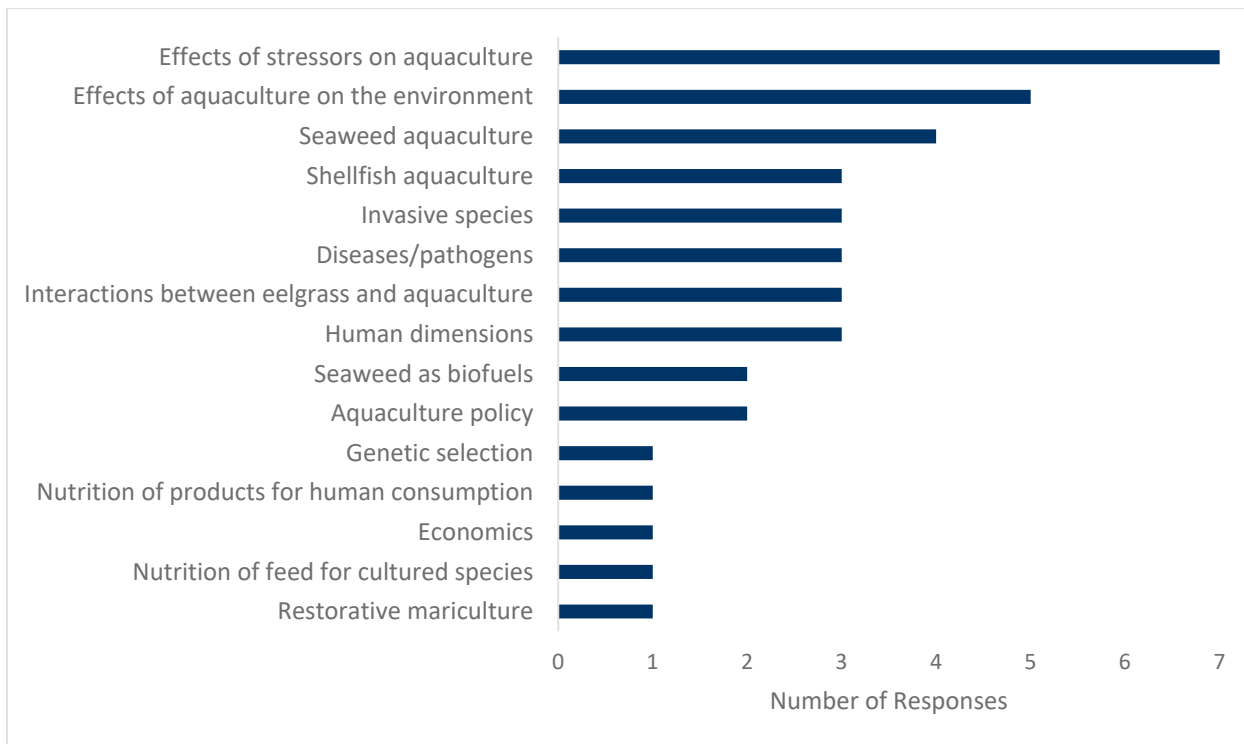 Effects of stressors on aquaculture
Effects of aquaculture on the environment
Seaweed aquaculture
Shellfish aquaculture
Invasive species
Diseases/pathogens
Interactions between eelgrass and aquaculture
Human dimensions
Seaweed as biofuels
Aquaculture policy
Genetic selection
Nutrition of products for human consumption
Economics
Nutrition of feed for cultured species
Restorative mariculture
0 1 2 3 4 5 6 7
Number of Responses